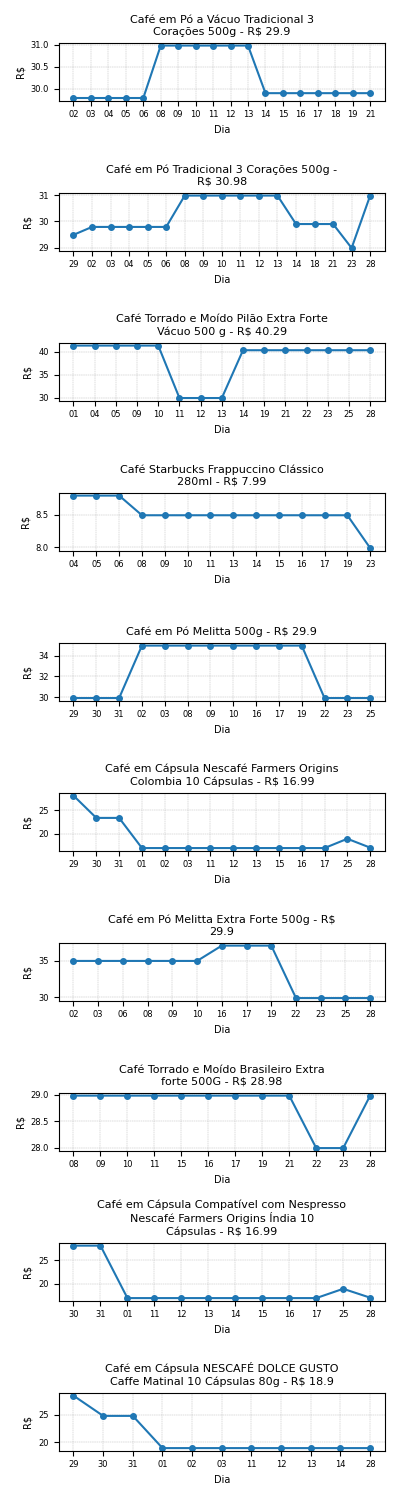 Café em Pó a Vácuo Tradicional 3
Corações 500g - R$ 29.9
31.0
30.5
30.0
R$
02 03 04 05 06 08 09 10 11 12 13 14 15 16 17 18 19 21
Dia
Café em Pó Tradicional 3 Corações 500g -
R$ 30.98
31
30
29
R$
29 02 03 04 05 06 08 09 10 11 12 13 14 18 21 23 28
Dia
Café Torrado e Moído Pilão Extra Forte
Vácuo 500 g - R$ 40.29
40
35
30
R$
01 04 05 09 10 11 12 13 14 19 21 22 23 25 28
Dia
Café Starbucks Frappuccino Clássico
280ml - R$ 7.99
8.5
8.0
R$
04 05 06 08 09 10 11 13 14 15 16 17 19 23
Dia
Café em Pó Melitta 500g - R$ 29.9
34
32
30
R$
29 30 31 02 03 08 09 10 16 17 19 22 23 25
Dia
Café em Cápsula Nescafé Farmers Origins
Colombia 10 Cápsulas - R$ 16.99
25
20
R$
29 30 31 01 02 03 11 12 13 15 16 17 25 28
Dia
Café em Pó Melitta Extra Forte 500g - R$
29.9
35
30
R$
02 03 06 08 09 10 16 17 19 22 23 25 28
Dia
Café Torrado e Moído Brasileiro Extra
forte 500G - R$ 28.98
29.0
28.5
28.0
R$
08 09 10 11 15 16 17 19 21 22 23 28
Dia
Café em Cápsula Compatível com Nespresso
Nescafé Farmers Origins Índia 10
Cápsulas - R$ 16.99
25
20
R$
30 31 01 11 12 13 14 15 16 17 25 28
Dia
Café em Cápsula NESCAFÉ DOLCE GUSTO
Caffe Matinal 10 Cápsulas 80g - R$ 18.9
25
20
R$
29 30 31 01 02 03 11 12 13 14 28
Dia